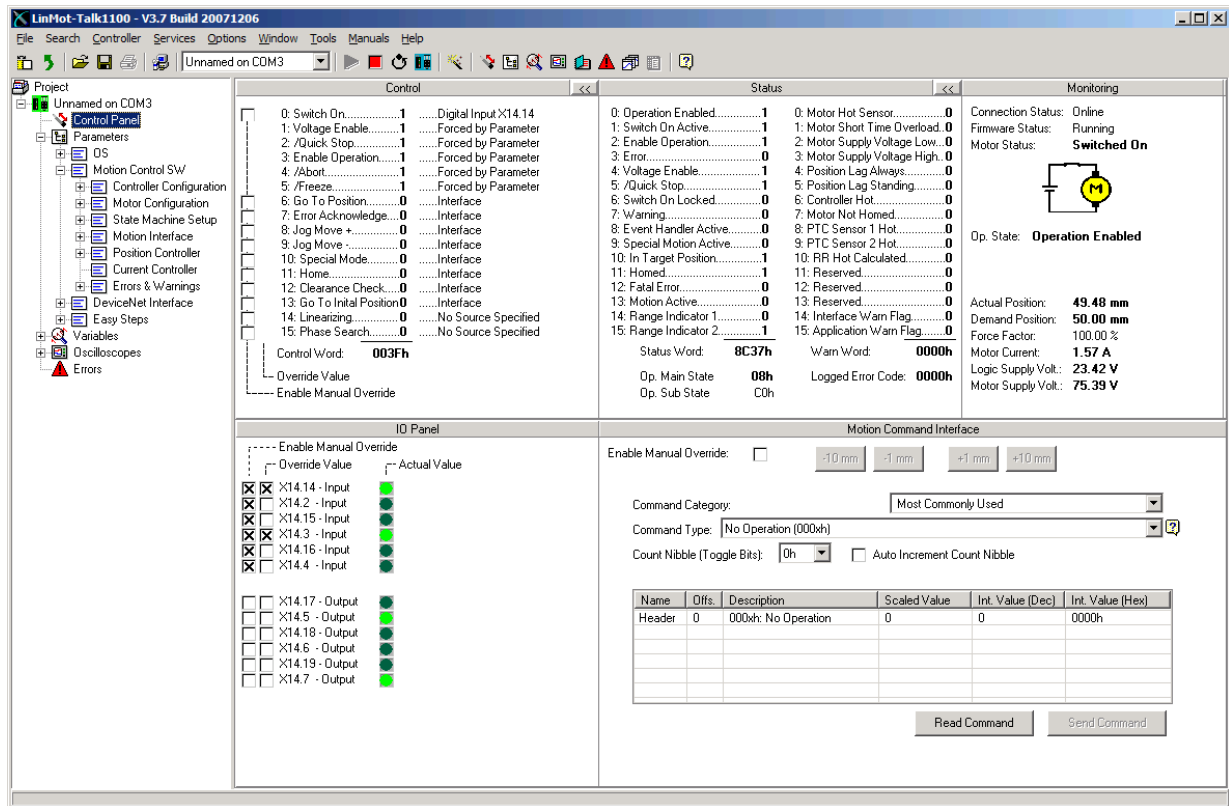 LinMot-Talk1100 - V3.7 Build 20071206
File Search Controller Services Options Window Tools Manuals Help
Unnamed on COM3
Project
Unnamed on COM3
Control Panel
Parameters
OS
Motion Control SW
Controller Configuration
Motor Configuration
State Machine Setup
Motion Interface
Position Controller
Current Controller
Errors & Warnings
DeviceNet Interface
Easy Steps
Variables
Oscilloscopes
Errors
Control <<
0: Switch On..........1 ......Digital Input X14.14
1: Voltage Enable.........1 ......Forced by Parameter
2: /Quick Stop............1 ......Forced by Parameter
3: Enable Operation.......1 ......Forced by Parameter
4: /Abort.................1 ......Forced by Parameter
5: /Freeze................1 ......Forced by Parameter
6: Go To Position.........0 ......Interface
7: Error Acknowledge....0 ......Interface
8: Jog Move +............0 ......Interface
9: Jog Move -.............0 ......Interface
10: Special Mode..........0 ......Interface
11: Home..................0 ......Interface
12: Clearance Check.....0 ......Interface
13: Go To Inital Position0 ......Interface
14: Linearizing............0 ......No Source Specified
15: Phase Search.........0 ......No Source Specified
Control Word: 003Fh
Override Value
Enable Manual Override
Status <<
0: Operation Enabled..........1
1: Switch On Active...........1
2: Enable Operation...........1
3: Error......................0
4: Voltage Enable.............1
5: /Quick Stop................1
6: Switch On Locked...........0
7: Warning....................0
8: Event Handler Active.......0
9: Special Motion Active......0
10: In Target Position........1
11: Homed.....................1
12: Fatal Error...............0
13: Motion Active.............0
14: Range Indicator 1.........0
15: Range Indicator 2.........1
Status Word: 8C37h
Op. Main State 08h
Op. Sub State C0h
0: Motor Hot Sensor...........0
1: Motor Short Time Overload..0
2: Motor Supply Voltage Low...0
3: Motor Supply Voltage High..0
4: Position Lag Always........0
5: Position Lag Standing......0
6: Controller Hot.............0
7: Motor Not Homed............0
8: PTC Sensor 1 Hot...........0
9: PTC Sensor 2 Hot...........0
10: RR Hot Calculated.........0
11: Reserved..................0
12: Reserved..................0
13: Reserved..................0
14: Interface Warn Flag.......0
15: Application Warn Flag.....0
Warn Word: 0000h
Logged Error Code: 0000h
Monitoring
Connection Status: Online
Firmware Status: Running
Motor Status: Switched On
M
Op. State: Operation Enabled
Actual Position: 49.48 mm
Demand Position: 50.00 mm
Force Factor: 100.00 %
Motor Current: 1.57 A
Logic Supply Volt.: 23.42 V
Motor Supply Volt.: 75.39 V
IO Panel
Enable Manual Override
Override Value
Actual Value
X14.14 - Input
X14.2 - Input
X14.15 - Input
X14.3 - Input
X14.16 - Input
X14.4 - Input
X14.17 - Output
X14.5 - Output
X14.18 - Output
X14.6 - Output
X14.19 - Output
X14.7 - Output
Motion Command Interface
Enable Manual Override: -10 mm -1 mm +1 mm +10 mm
Command Category: Most Commonly Used
Command Type: No Operation (000xh)
Count Nibble (Toggle Bits): 0h Auto Increment Count Nibble
Name Offs. Description Scaled Value Int. Value (Dec) Int. Value (Hex)
Header 0 000xh: No Operation 0 0 0000h
Read Command Send Command